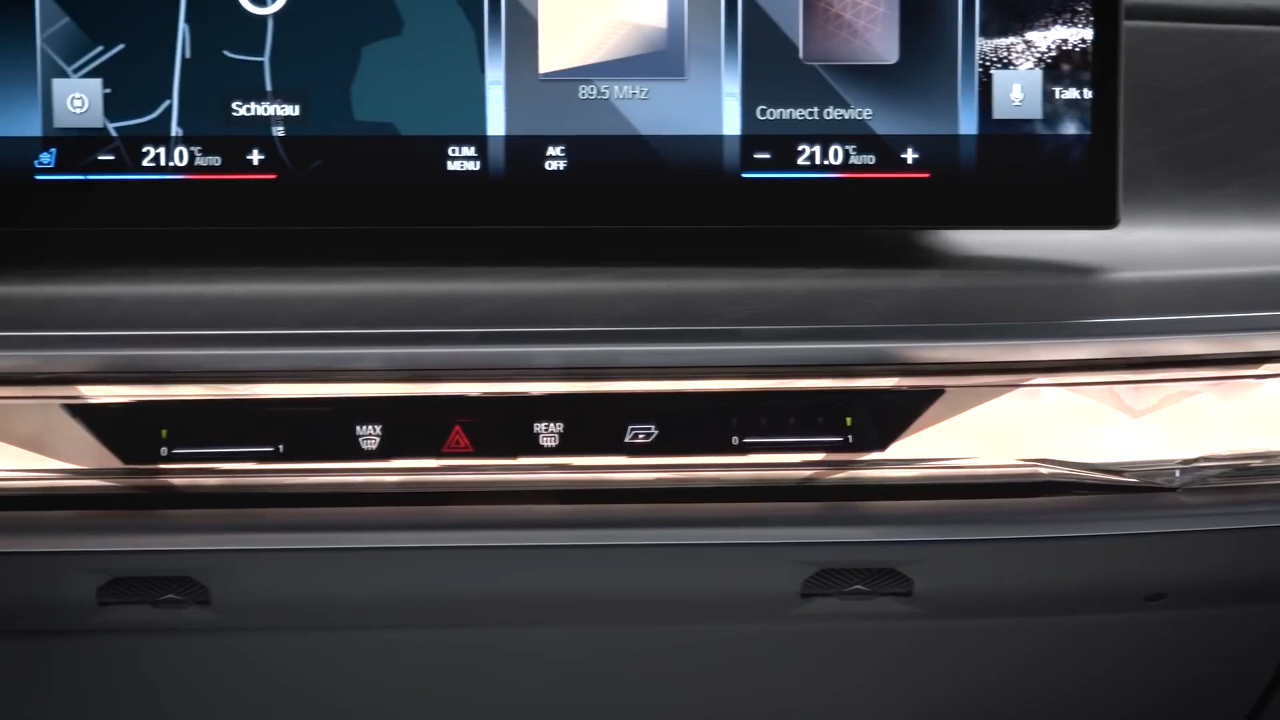 89.5 MHz
Schönau
Connect device
Talk
− 21.0 °C AUTO +
CLIM. MENU
A/C OFF
− 21.0 °C AUTO +
MAX
REAR
0 1
0 1